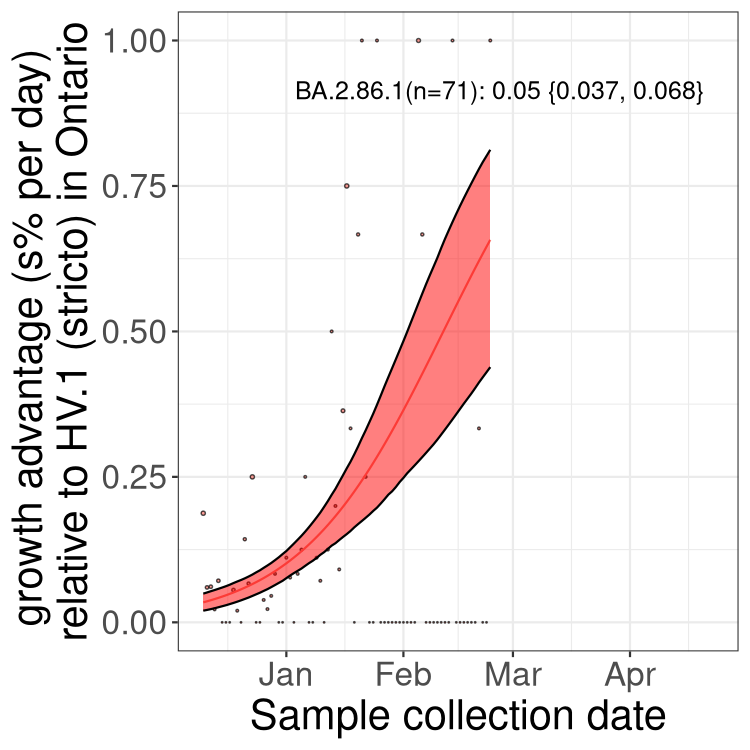 growth advantage (s% per day)
relative to HV.1 (stricto) in Ontario
1.00
0.75
0.50
0.25
0.00
BA.2.86.1(n=71): 0.05 {0.037, 0.068}
Jan Feb Mar Apr
Sample collection date